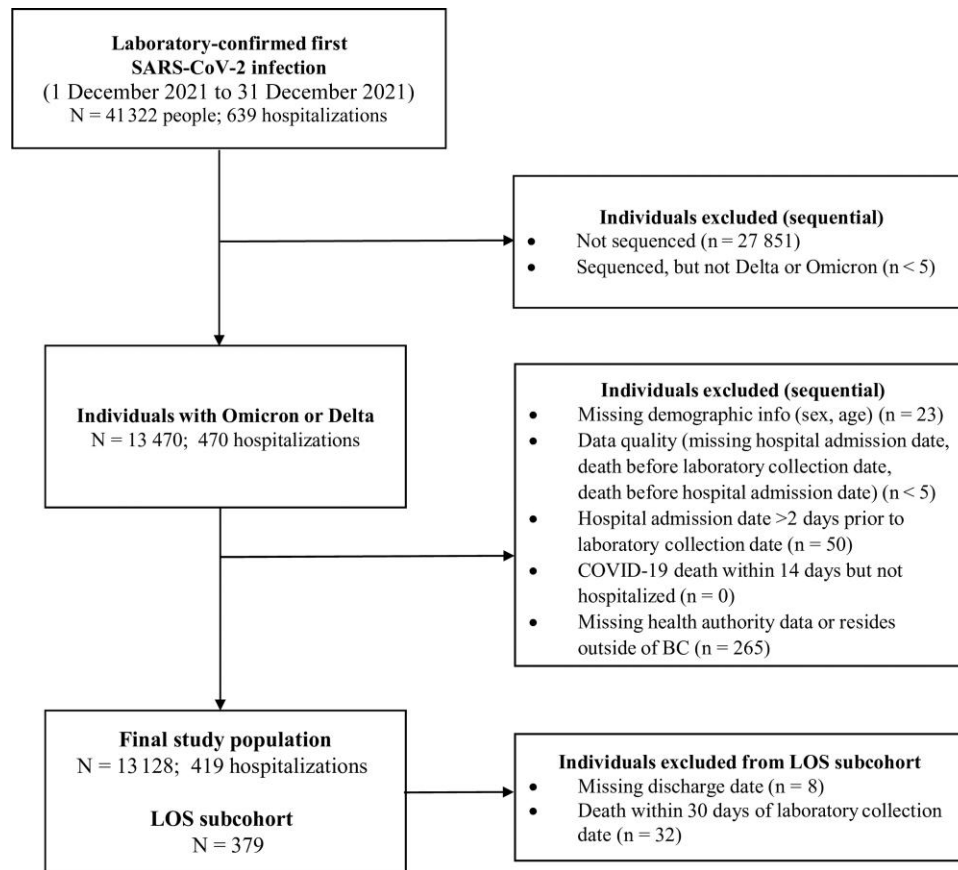 Laboratory-confirmed first
SARS-CoV-2 infection
(1 December 2021 to 31 December 2021)
N = 41 322 people; 639 hospitalizations
Individuals excluded (sequential)
• Not sequenced (n = 27 851)
• Sequenced, but not Delta or Omicron (n < 5)
Individuals with Omicron or Delta
N = 13 470; 470 hospitalizations
Individuals excluded (sequential)
• Missing demographic info (sex, age) (n = 23)
• Data quality (missing hospital admission date,
death before laboratory collection date,
death before hospital admission date) (n < 5)
• Hospital admission date >2 days prior to
laboratory collection date (n = 50)
• COVID-19 death within 14 days but not
hospitalized (n = 0)
• Missing health authority data or resides
outside of BC (n = 265)
Final study population
N = 13 128; 419 hospitalizations
LOS subcohort
N = 379
Individuals excluded from LOS subcohort
• Missing discharge date (n = 8)
• Death within 30 days of laboratory collection
date (n = 32)